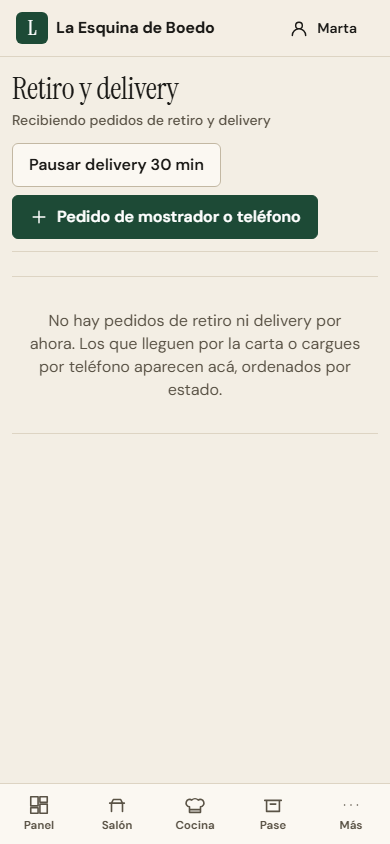 L La Esquina de Boedo Marta
Retiro y delivery
Recibiendo pedidos de retiro y delivery
Pausar delivery 30 min
Pedido de mostrador o teléfono
No hay pedidos de retiro ni delivery por
ahora. Los que lleguen por la carta o cargues
por teléfono aparecen acá, ordenados por
estado.
Panel Salón Cocina Pase Más